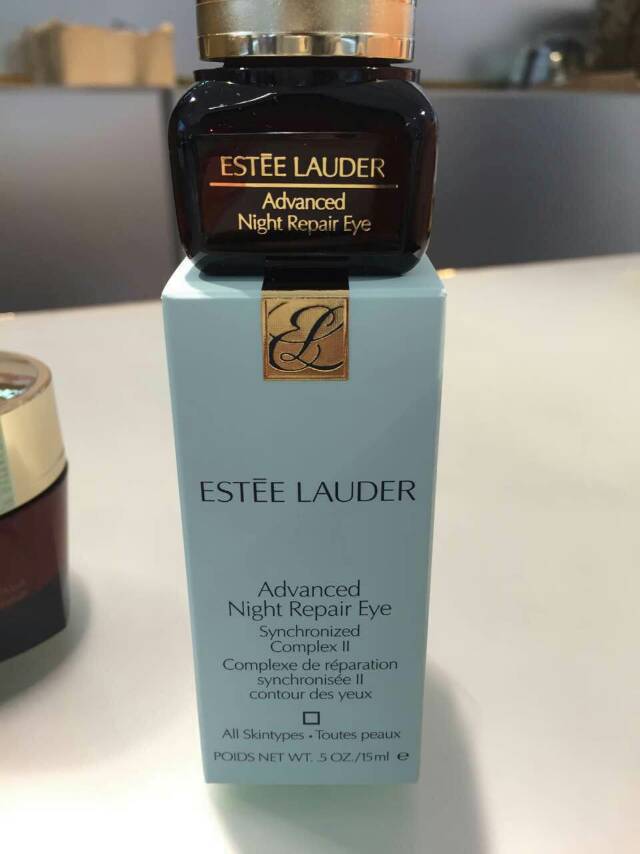 ESTĒE LAUDER
Advanced
Night Repair Eye
EL
ESTĒE LAUDER
Advanced
Night Repair Eye
Synchronized
Complex II
Complexe de réparation
synchronisée II
contour des yeux
All Skintypes • Toutes peaux
POIDS NET WT. .5 OZ./15ml e